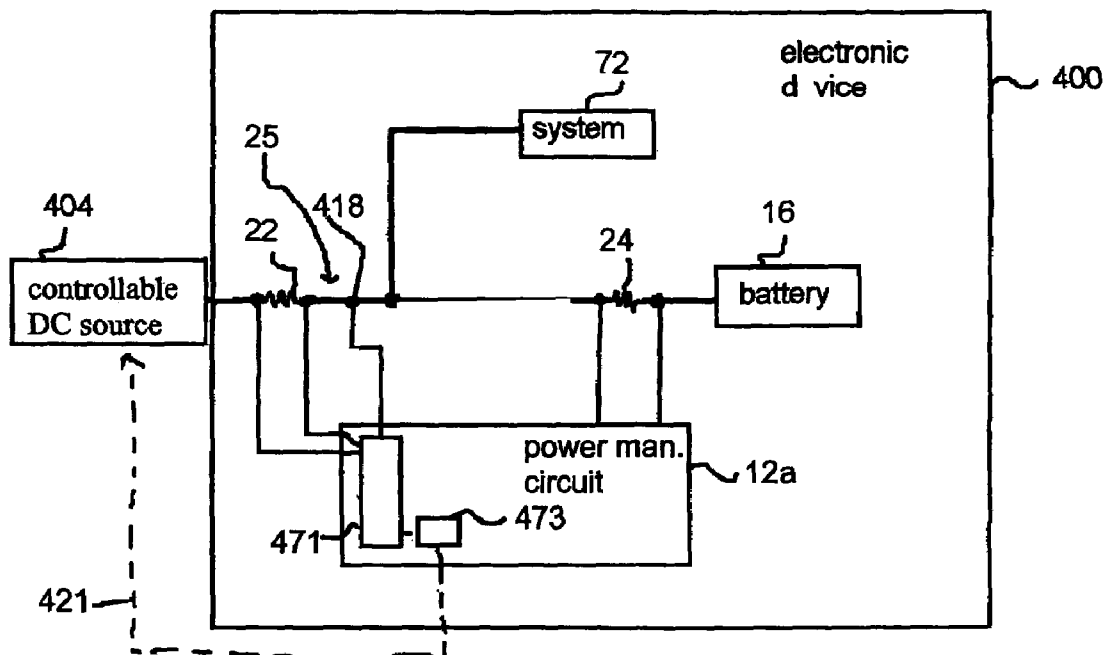 electronic
d vice
400
72
system
25
418
404
22
24
16
controllable
DC source
battery
power man.
circuit
12a
471
473
421